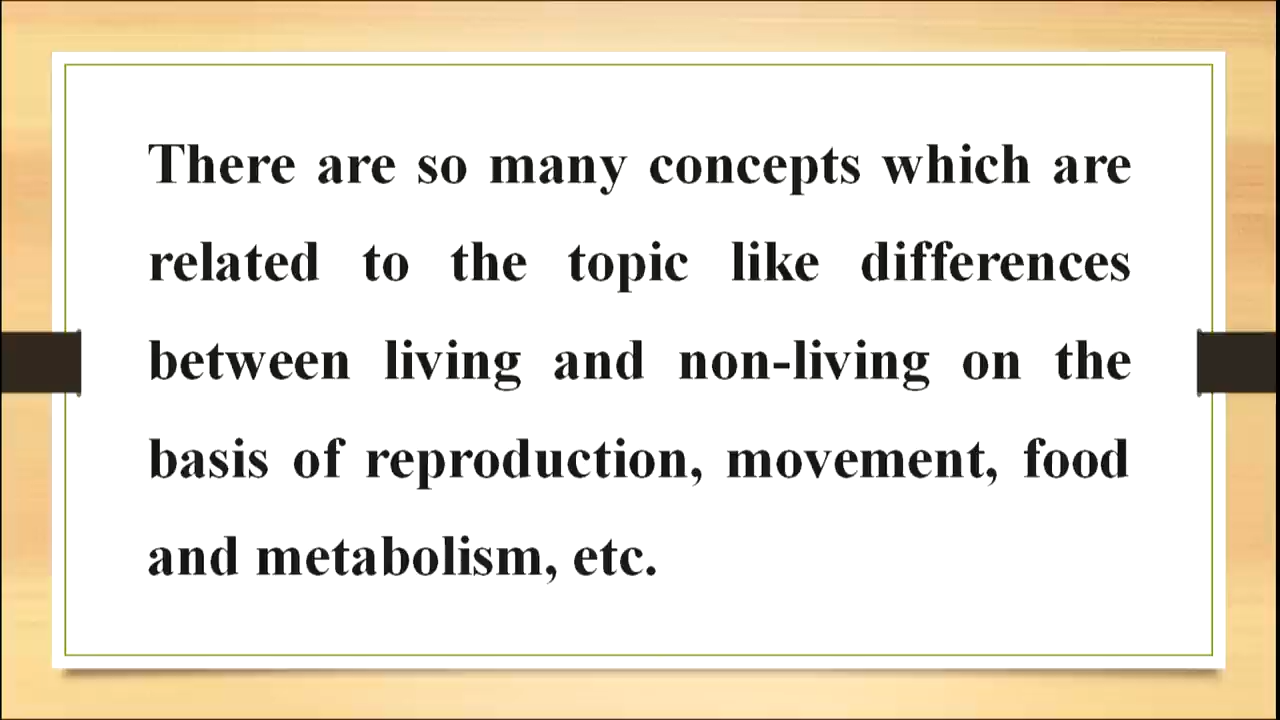 There are so many concepts which are
related to the topic like differences
between living and non-living on the
basis of reproduction, movement, food
and metabolism, etc.